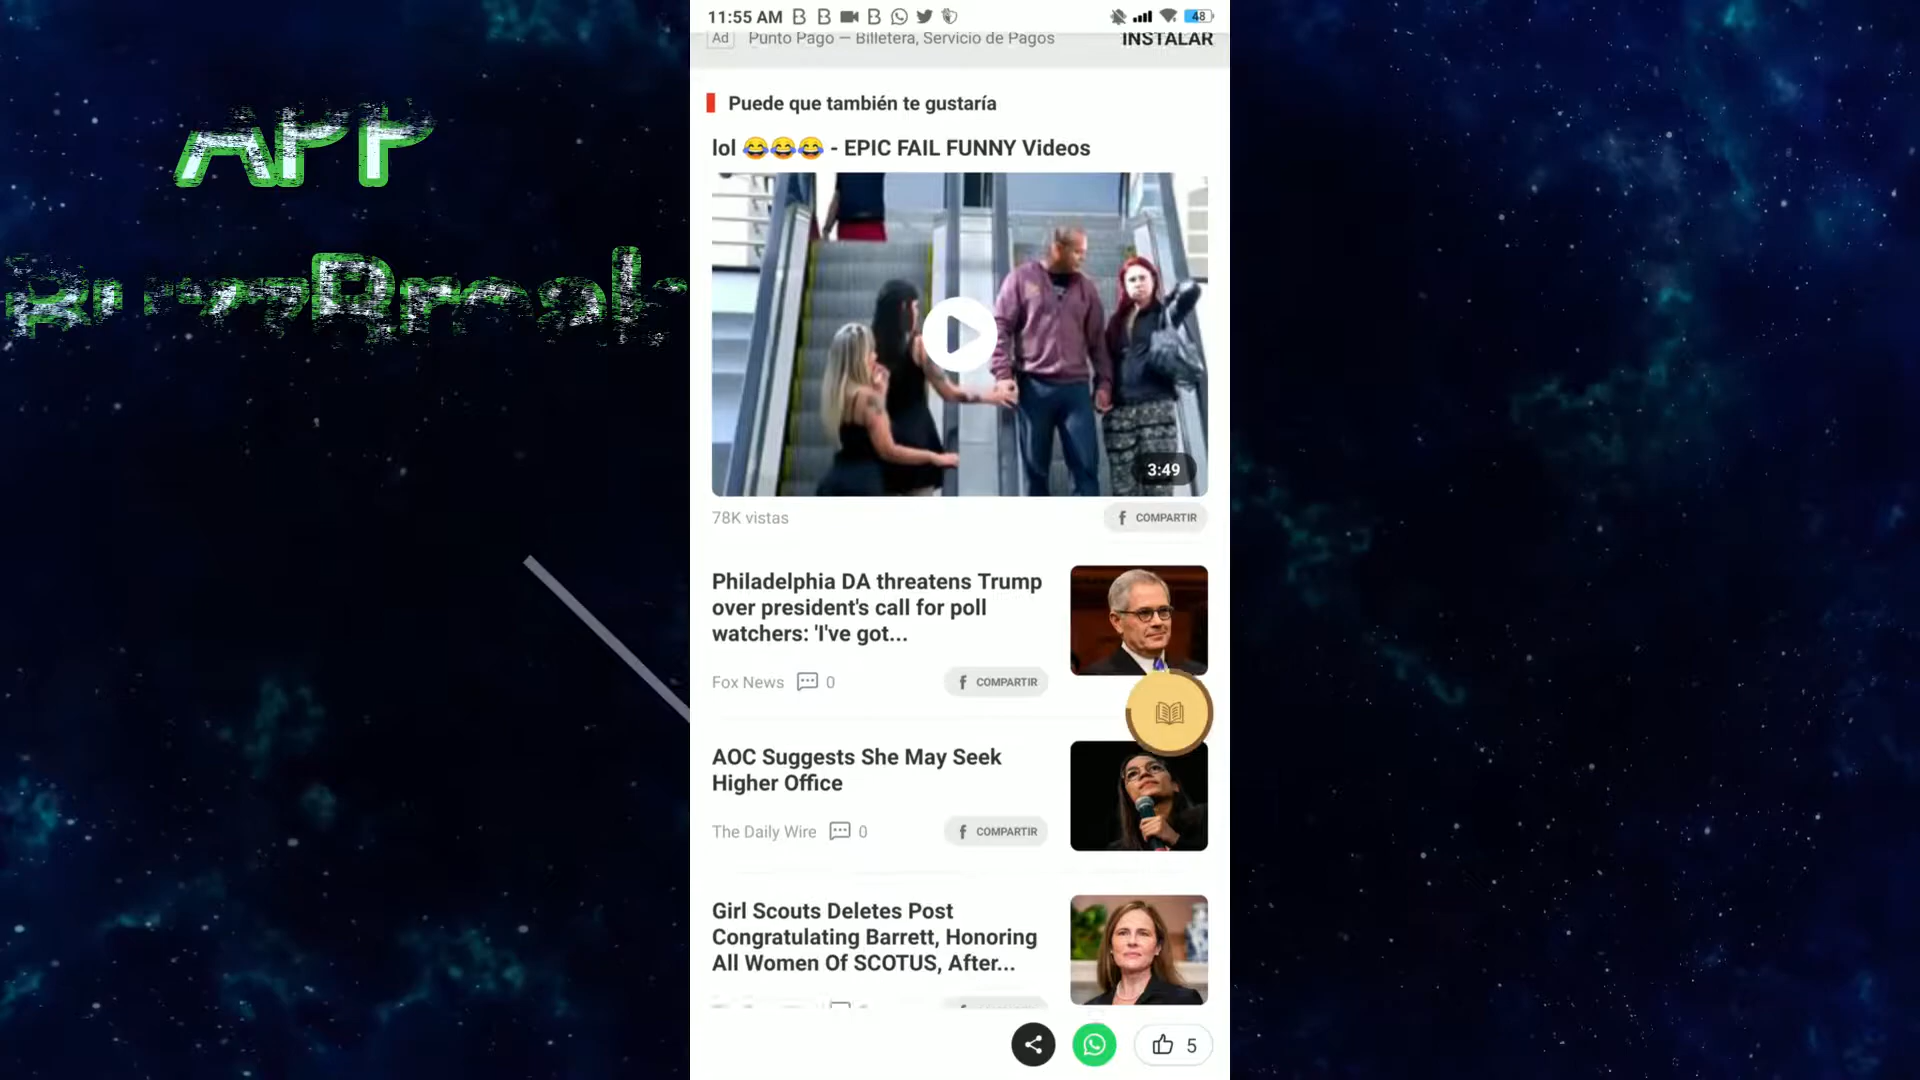 APP
11:55 AM
48
Ad Punto Pago — Billetera, Servicio de Pagos INSTALAR
Puede que también te gustaría
lol 😂😂😂 - EPIC FAIL FUNNY Videos
3:49
78K vistas
COMPARTIR
Philadelphia DA threatens Trump
over president's call for poll
watchers: 'I've got...
Fox News 0 COMPARTIR
AOC Suggests She May Seek
Higher Office
The Daily Wire 0 COMPARTIR
Girl Scouts Deletes Post
Congratulating Barrett, Honoring
All Women Of SCOTUS, After...
5